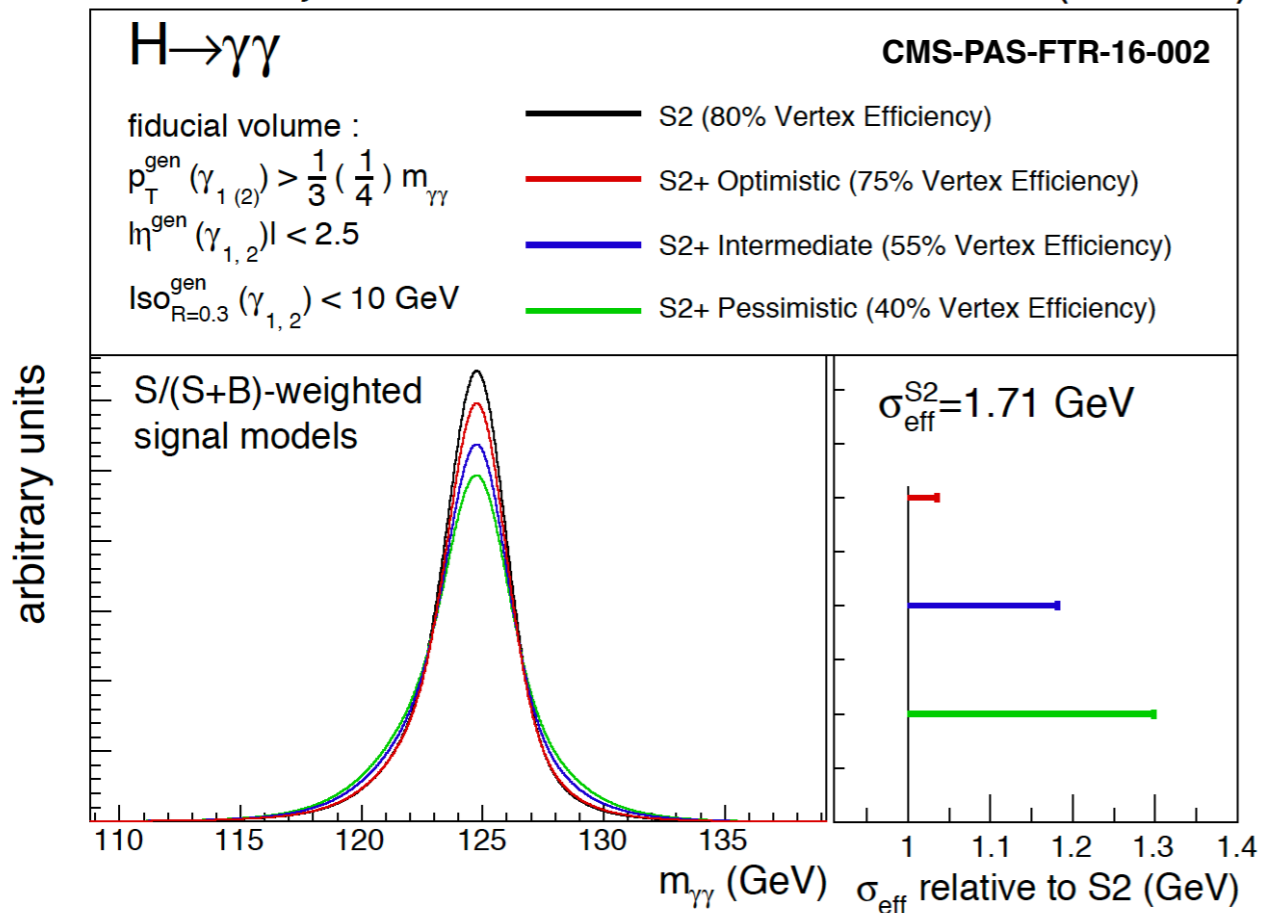 H→γγ
CMS-PAS-FTR-16-002
fiducial volume :
p_T^gen (γ_1 (2)) > 1/3 ( 1/4 ) m_γγ
|η^gen (γ_1, 2)| < 2.5
Iso_R=0.3^gen (γ_1, 2) < 10 GeV
S2 (80% Vertex Efficiency)
S2+ Optimistic (75% Vertex Efficiency)
S2+ Intermediate (55% Vertex Efficiency)
S2+ Pessimistic (40% Vertex Efficiency)
arbitrary units
S/(S+B)-weighted
signal models
σ_eff^S2=1.71 GeV
110 115 120 125 130 135
m_γγ (GeV)
1 1.1 1.2 1.3 1.4
σ_eff relative to S2 (GeV)